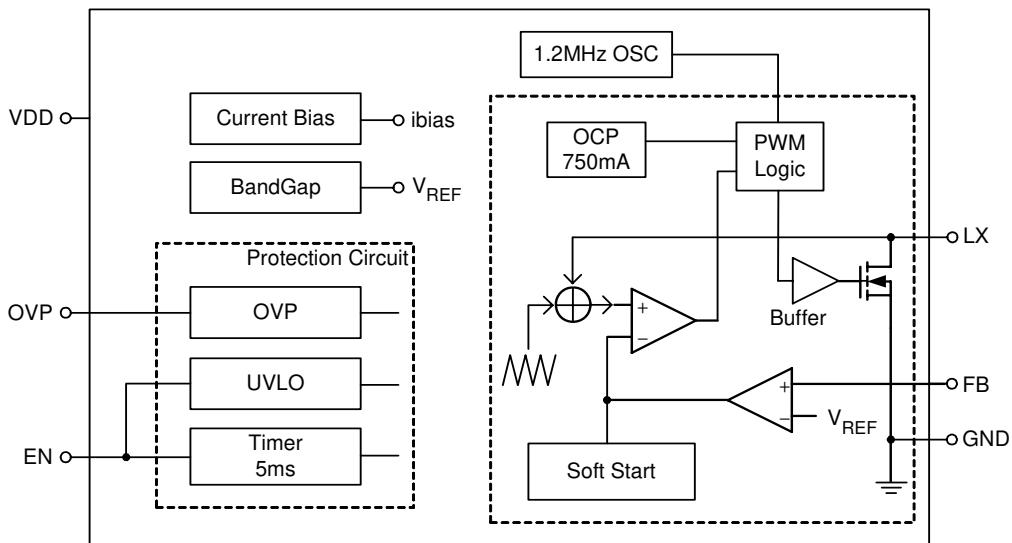 1.2MHz OSC
VDD
Current Bias
ibias
OCP
750mA
PWM
Logic
BandGap
VREF
LX
Protection Circuit
OVP
OVP
+
−
Buffer
UVLO
+
−
VREF
FB
EN
Timer
5ms
Soft Start
GND